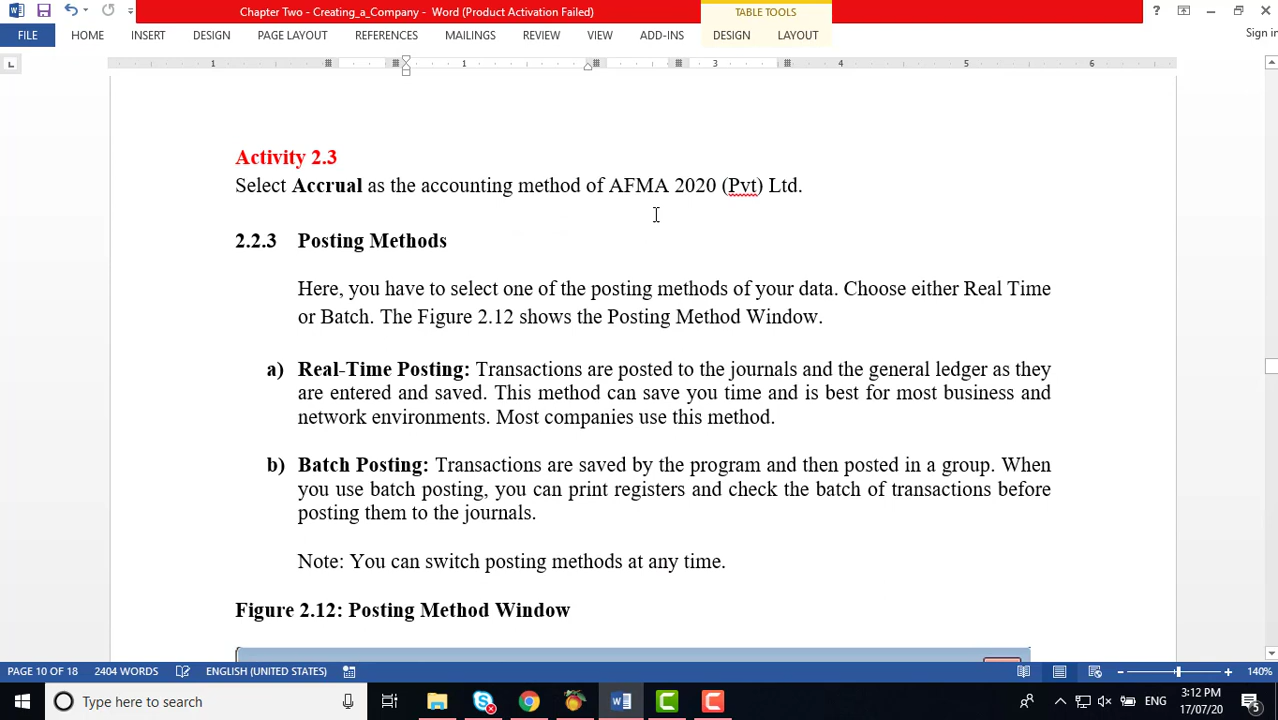 Chapter Two - Creating_a_Company - Word (Product Activation Failed)
TABLE TOOLS
FILE HOME INSERT DESIGN PAGE LAYOUT REFERENCES MAILINGS REVIEW VIEW ADD-INS DESIGN LAYOUT Sign in
1 1 3 4 5 6
Activity 2.3
Select Accrual as the accounting method of AFMA 2020 (Pvt) Ltd.
2.2.3 Posting Methods
Here, you have to select one of the posting methods of your data. Choose either Real Time
or Batch. The Figure 2.12 shows the Posting Method Window.
a) Real-Time Posting: Transactions are posted to the journals and the general ledger as they
are entered and saved. This method can save you time and is best for most business and
network environments. Most companies use this method.
b) Batch Posting: Transactions are saved by the program and then posted in a group. When
you use batch posting, you can print registers and check the batch of transactions before
posting them to the journals.
Note: You can switch posting methods at any time.
Figure 2.12: Posting Method Window
PAGE 10 OF 18 2404 WORDS ENGLISH (UNITED STATES) 140%
Type here to search
ENG
3:12 PM
17/07/20
5